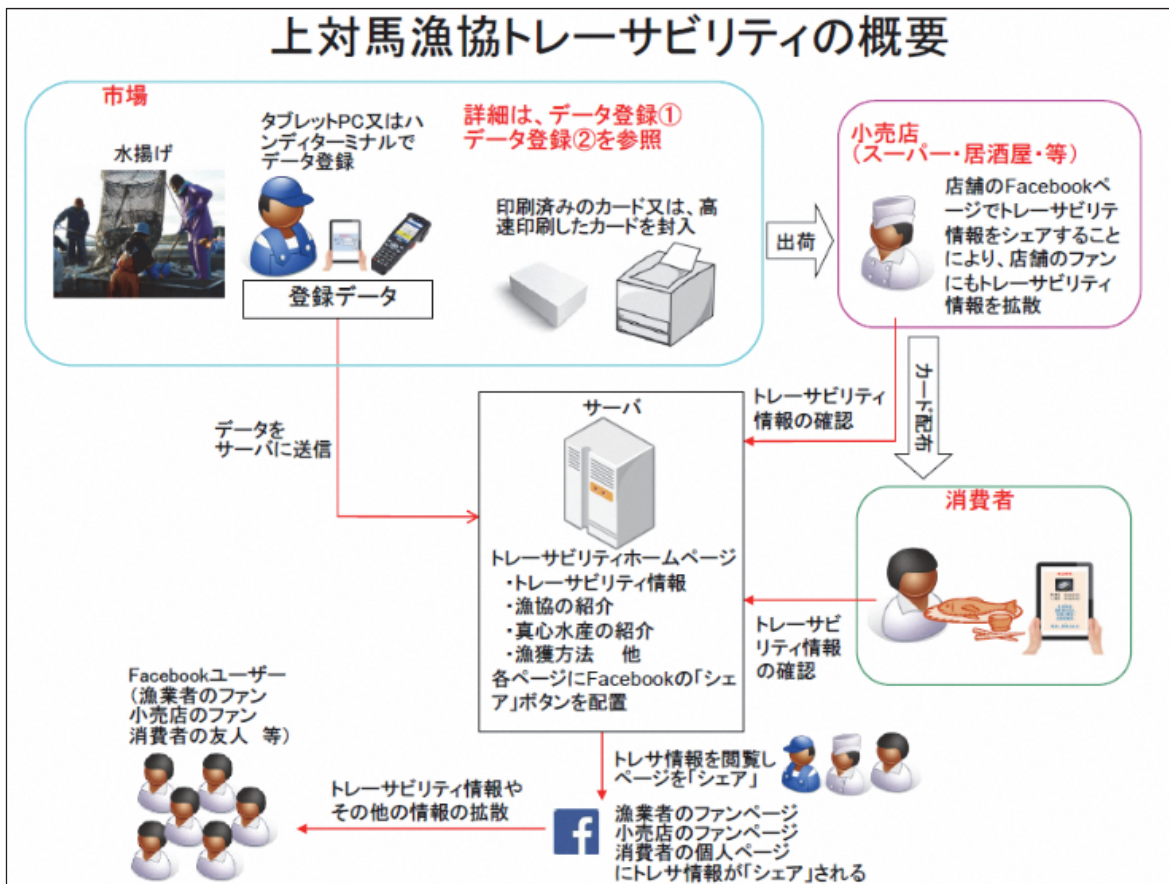 上対馬漁協トレーサビリティの概要
市場
水揚げ
タブレットPC又はハ
ンディターミナルで
データ登録
登録データ
詳細は、データ登録①
データ登録②を参照
印刷済みのカード又は、高
速印刷したカードを封入
出荷
小売店
(スーパー・居酒屋・等)
店舗のFacebookペ
ージでトレーサビリティ
情報をシェアすること
により、店舗のファン
にもトレーサビリティ
情報を拡散
カード配布
トレーサビリティ
情報の確認
データを
サーバに送信
サーバ
トレーサビリティホームページ
・トレーサビリティ情報
・漁協の紹介
・真心水産の紹介
・漁獲方法 他
各ページにFacebookの「シェ
ア」ボタンを配置
消費者
トレーサビ
リティ情報
の確認
トレサ情報を閲覧し
ページを「シェア」
漁業者のファンページ
小売店のファンページ
消費者の個人ページ
にトレサ情報が「シェア」される
トレーサビリティ情報や
その他の情報の拡散
Facebookユーザー
(漁業者のファン
小売店のファン
消費者の友人 等)